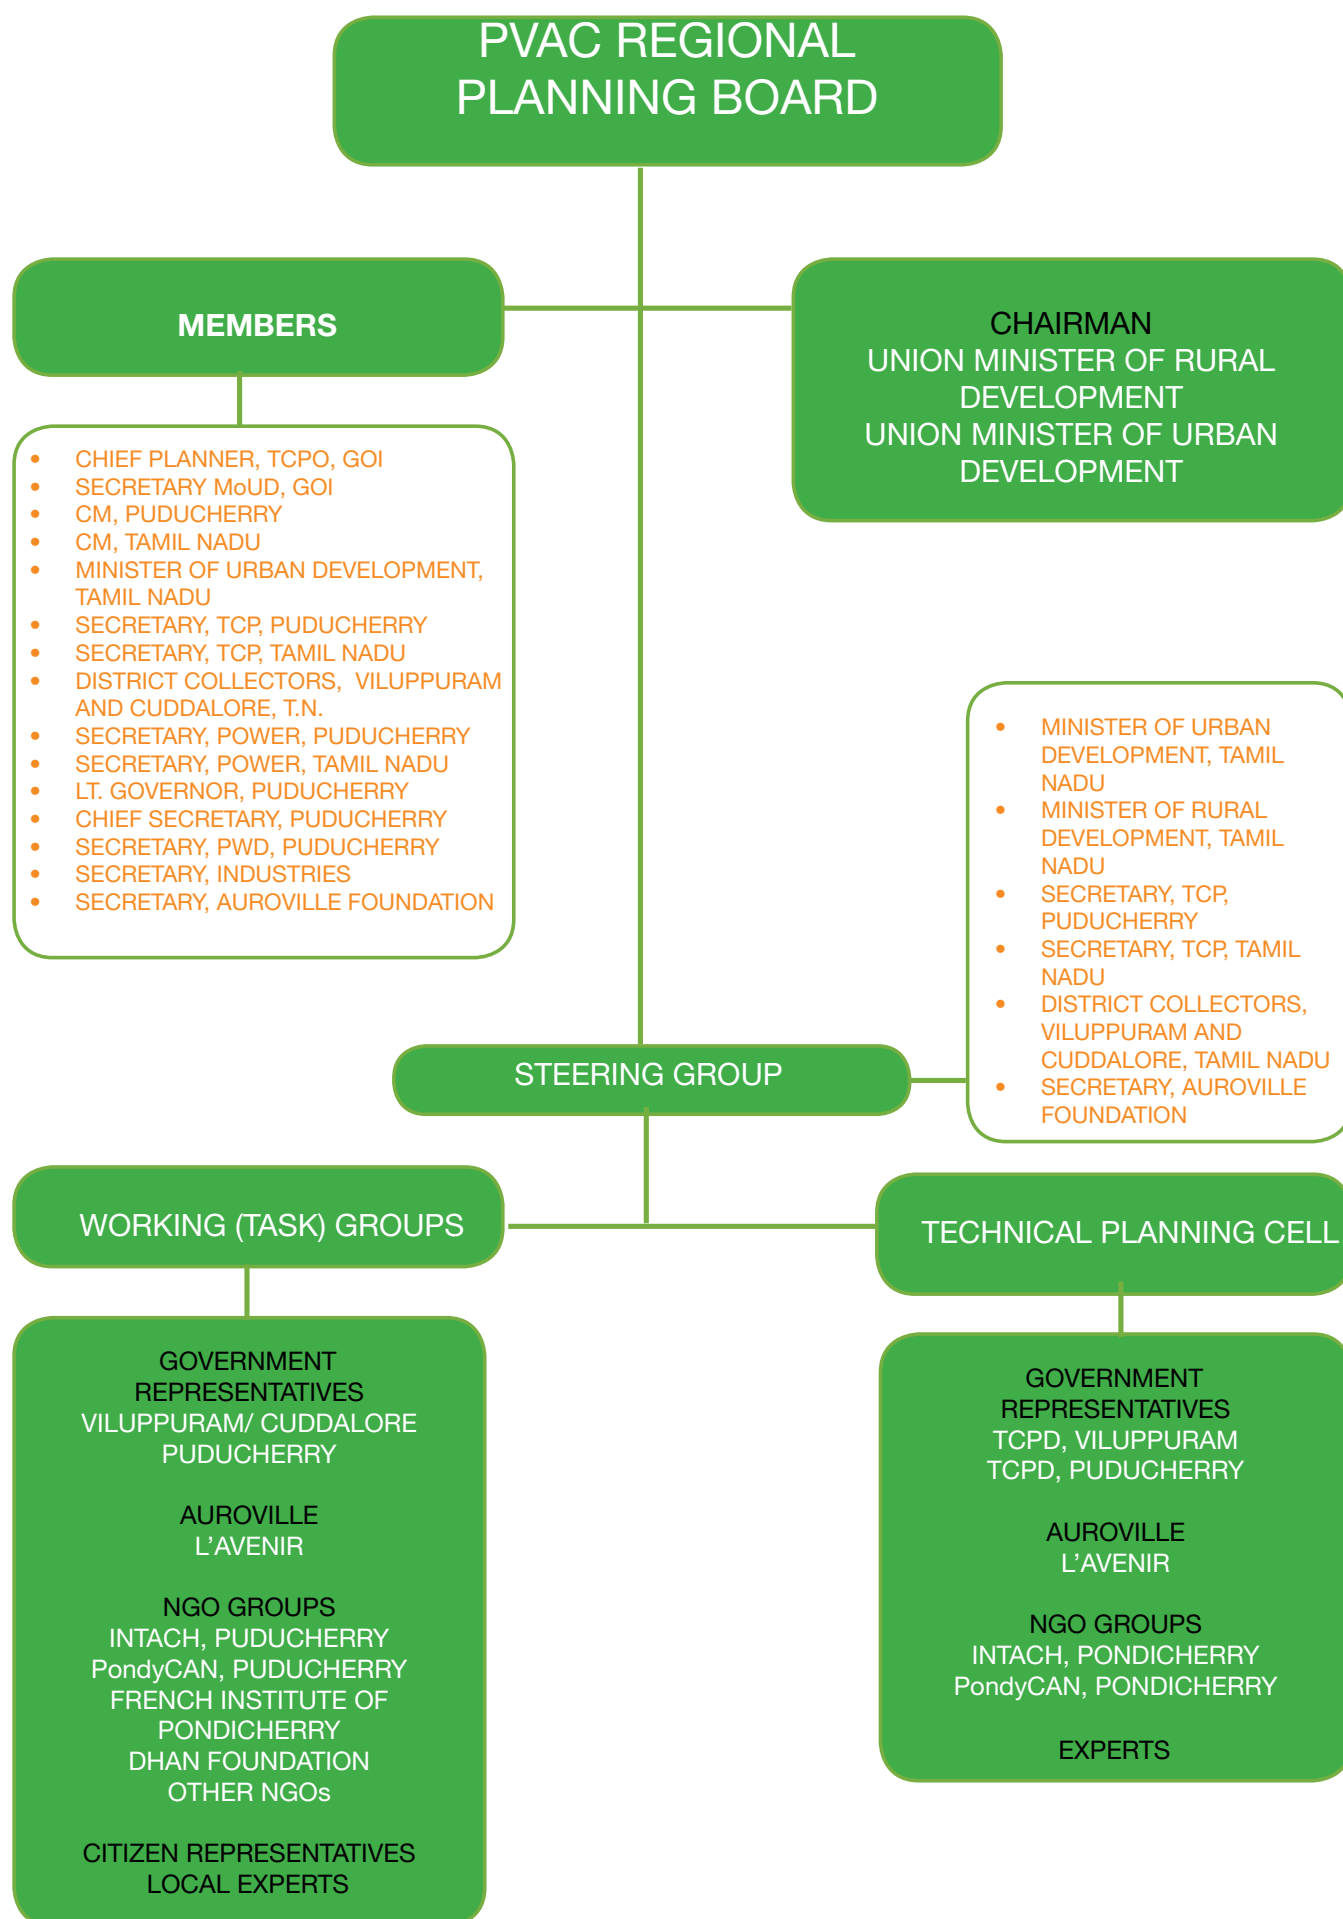 PVAC REGIONAL
PLANNING BOARD
MEMBERS
CHAIRMAN
UNION MINISTER OF RURAL
DEVELOPMENT
UNION MINISTER OF URBAN
DEVELOPMENT
• CHIEF PLANNER, TCPO, GOI
• SECRETARY MoUD, GOI
• CM, PUDUCHERRY
• CM, TAMIL NADU
• MINISTER OF URBAN DEVELOPMENT,
TAMIL NADU
• SECRETARY, TCP, PUDUCHERRY
• SECRETARY, TCP, TAMIL NADU
• DISTRICT COLLECTORS, VILUPPURAM
AND CUDDALORE, T.N.
• SECRETARY, POWER, PUDUCHERRY
• SECRETARY, POWER, TAMIL NADU
• LT. GOVERNOR, PUDUCHERRY
• CHIEF SECRETARY, PUDUCHERRY
• SECRETARY, PWD, PUDUCHERRY
• SECRETARY, INDUSTRIES
• SECRETARY, AUROVILLE FOUNDATION
• MINISTER OF URBAN
DEVELOPMENT, TAMIL
NADU
• MINISTER OF RURAL
DEVELOPMENT, TAMIL
NADU
• SECRETARY, TCP,
PUDUCHERRY
• SECRETARY, TCP, TAMIL
NADU
• DISTRICT COLLECTORS,
VILUPPURAM AND
CUDDALORE, TAMIL NADU
• SECRETARY, AUROVILLE
FOUNDATION
STEERING GROUP
WORKING (TASK) GROUPS
TECHNICAL PLANNING CELL
GOVERNMENT
REPRESENTATIVES
VILUPPURAM/ CUDDALORE
PUDUCHERRY
AUROVILLE
L’AVENIR
NGO GROUPS
INTACH, PUDUCHERRY
PondyCAN, PUDUCHERRY
FRENCH INSTITUTE OF
PONDICHERRY
DHAN FOUNDATION
OTHER NGOs
CITIZEN REPRESENTATIVES
LOCAL EXPERTS
GOVERNMENT
REPRESENTATIVES
TCPD, VILUPPURAM
TCPD, PUDUCHERRY
AUROVILLE
L’AVENIR
NGO GROUPS
INTACH, PONDICHERRY
PondyCAN, PONDICHERRY
EXPERTS